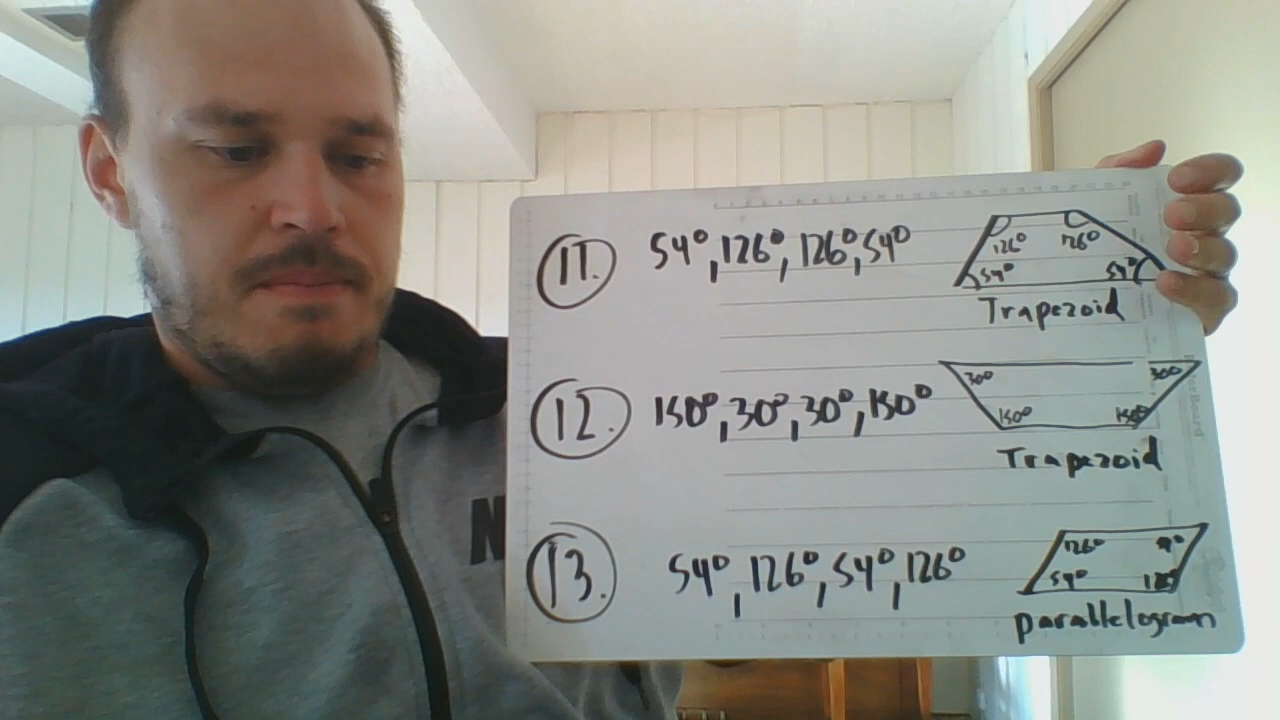 11. 54°, 126°, 126°, 54°
126° 126°
54° 54°
Trapezoid
12. 150°, 30°, 30°, 150°
30° 30°
150° 150°
Trapezoid
13. 54°, 126°, 54°, 126°
126°
54°
parallelogram
N